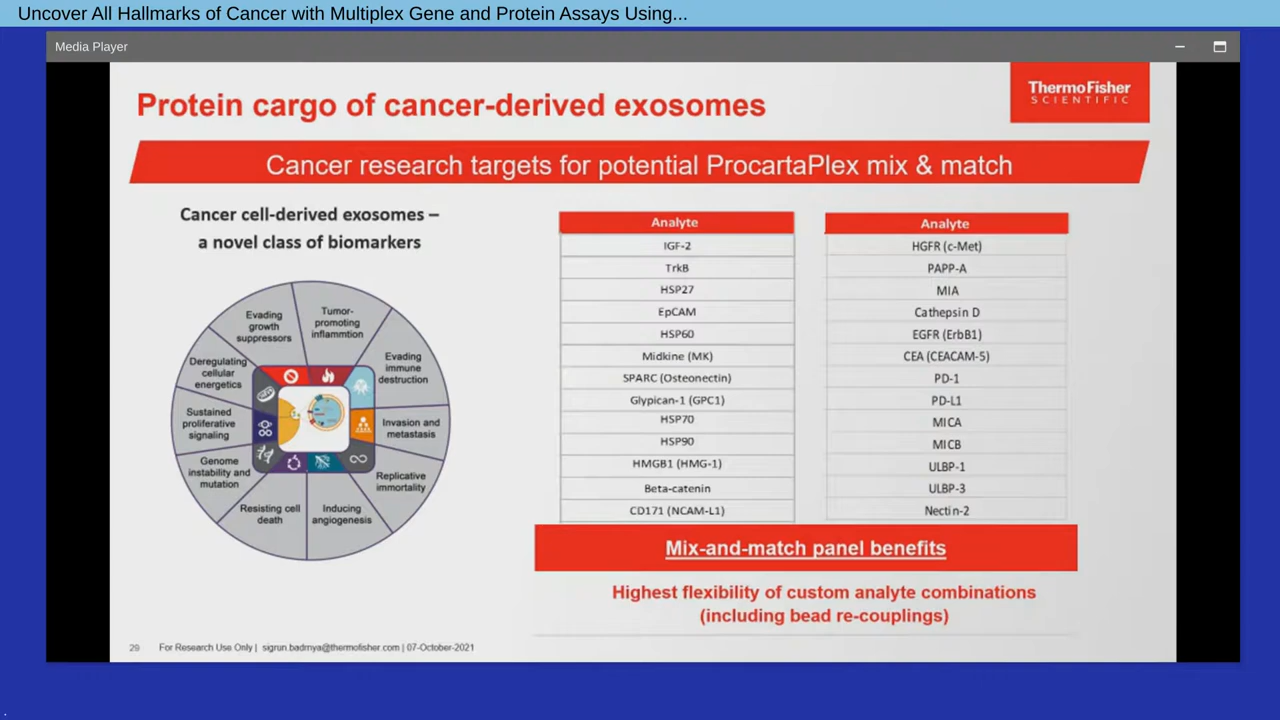 Uncover All Hallmarks of Cancer with Multiplex Gene and Protein Assays Using...
Media Player
Protein cargo of cancer-derived exosomes
ThermoFisher
SCIENTIFIC
Cancer research targets for potential ProcartaPlex mix & match
Cancer cell-derived exosomes –
a novel class of biomarkers
Evading
growth
suppressors
Tumor-
promoting
inflammtion
Evading
immune
destruction
Invasion and
metastasis
Replicative
immortality
Inducing
angiogenesis
Resisting cell
death
Genome
instability and
mutation
Sustained
proliferative
signaling
Deregulating
cellular
energetics
Analyte
IGF-2
TrkB
HSP27
EpCAM
HSP60
Midkine (MK)
SPARC (Osteonectin)
Glypican-1 (GPC1)
HSP70
HSP90
HMGB1 (HMG-1)
Beta-catenin
CD171 (NCAM-L1)
Analyte
HGFR (c-Met)
PAPP-A
MIA
Cathepsin D
EGFR (ErbB1)
CEA (CEACAM-5)
PD-1
PD-L1
MICA
MICB
ULBP-1
ULBP-3
Nectin-2
Mix-and-match panel benefits
Highest flexibility of custom analyte combinations
(including bead re-couplings)
29 For Research Use Only | sigrun.badrnya@thermofisher.com | 07-October-2021